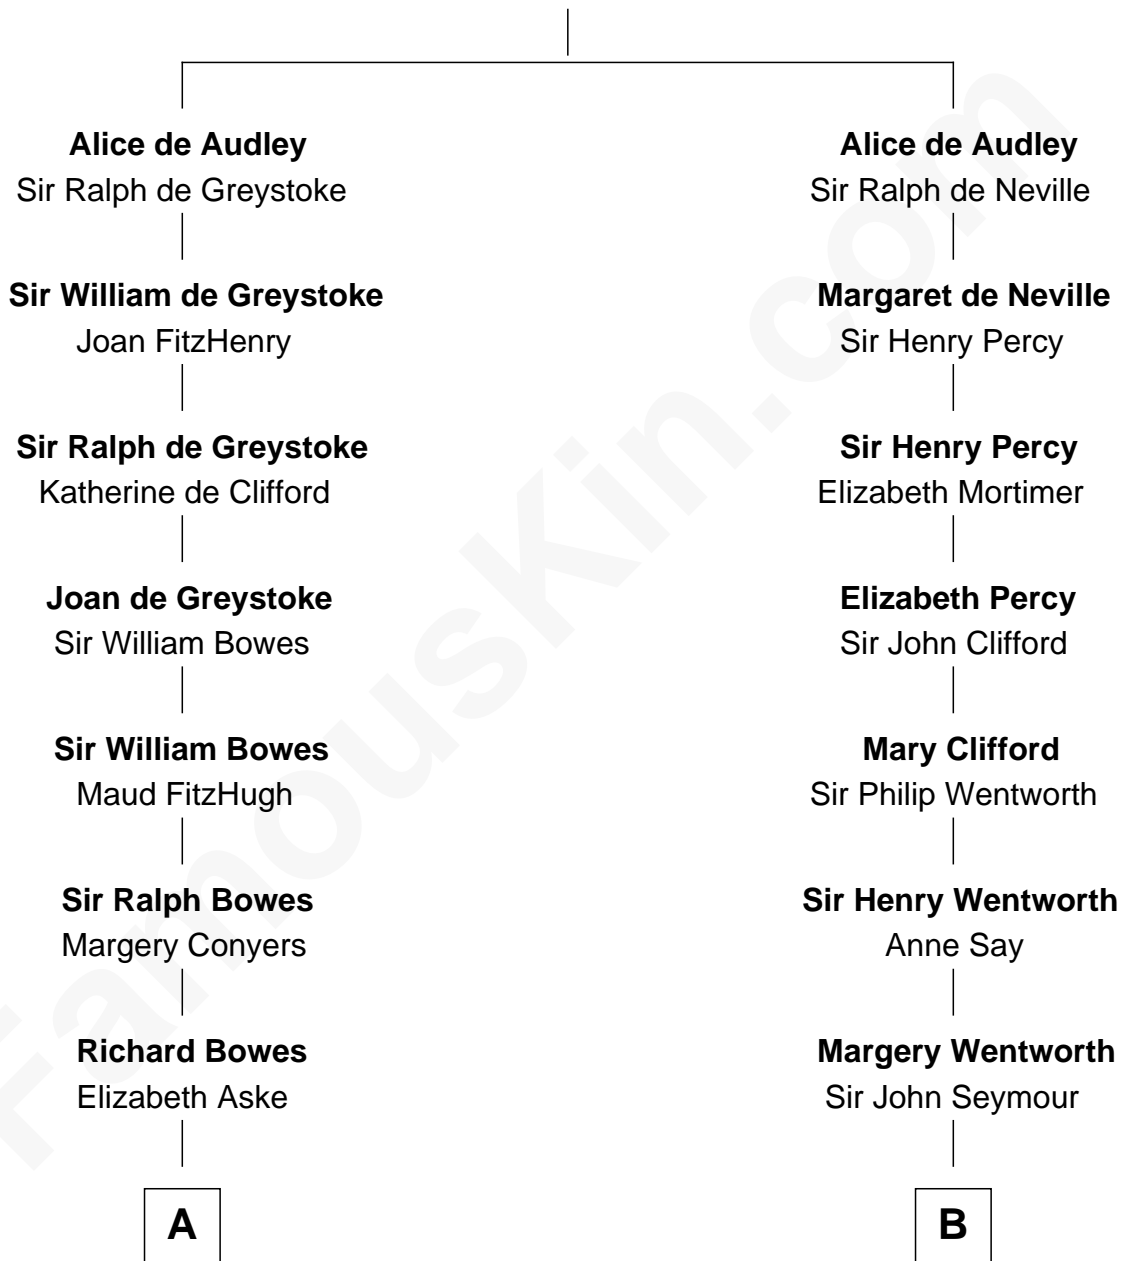 Alice de Audley
Sir Ralph de Greystoke
Sir William de Greystoke
Joan FitzHenry
Sir Ralph de Greystoke
Katherine de Clifford
Joan de Greystoke
Sir William Bowes
Sir William Bowes
Maud FitzHugh
Sir Ralph Bowes
Margery Conyers
Richard Bowes
Elizabeth Aske
A
Alice de Audley
Sir Ralph de Neville
Margaret de Neville
Sir Henry Percy
Sir Henry Percy
Elizabeth Mortimer
Elizabeth Percy
Sir John Clifford
Mary Clifford
Sir Philip Wentworth
Sir Henry Wentworth
Anne Say
Margery Wentworth
Sir John Seymour
B
FamousKin.com